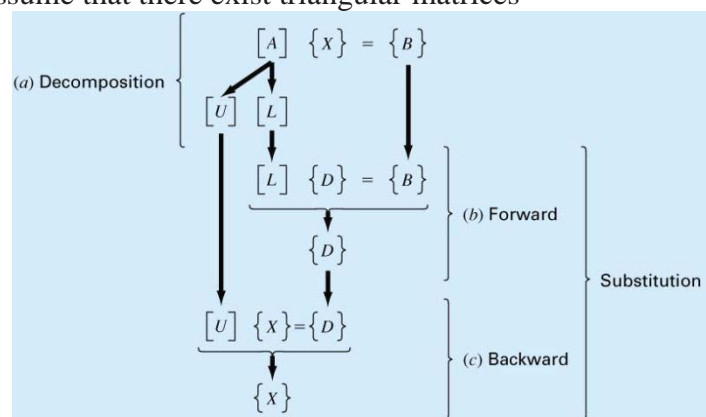 ssume that there exist triangular matrices
[A] {X} = {B}
(a) Decomposition
[U] [L]
[L] {D} = {B}
(b) Forward
{D}
Substitution
[U] {X}={D}
(c) Backward
{X}